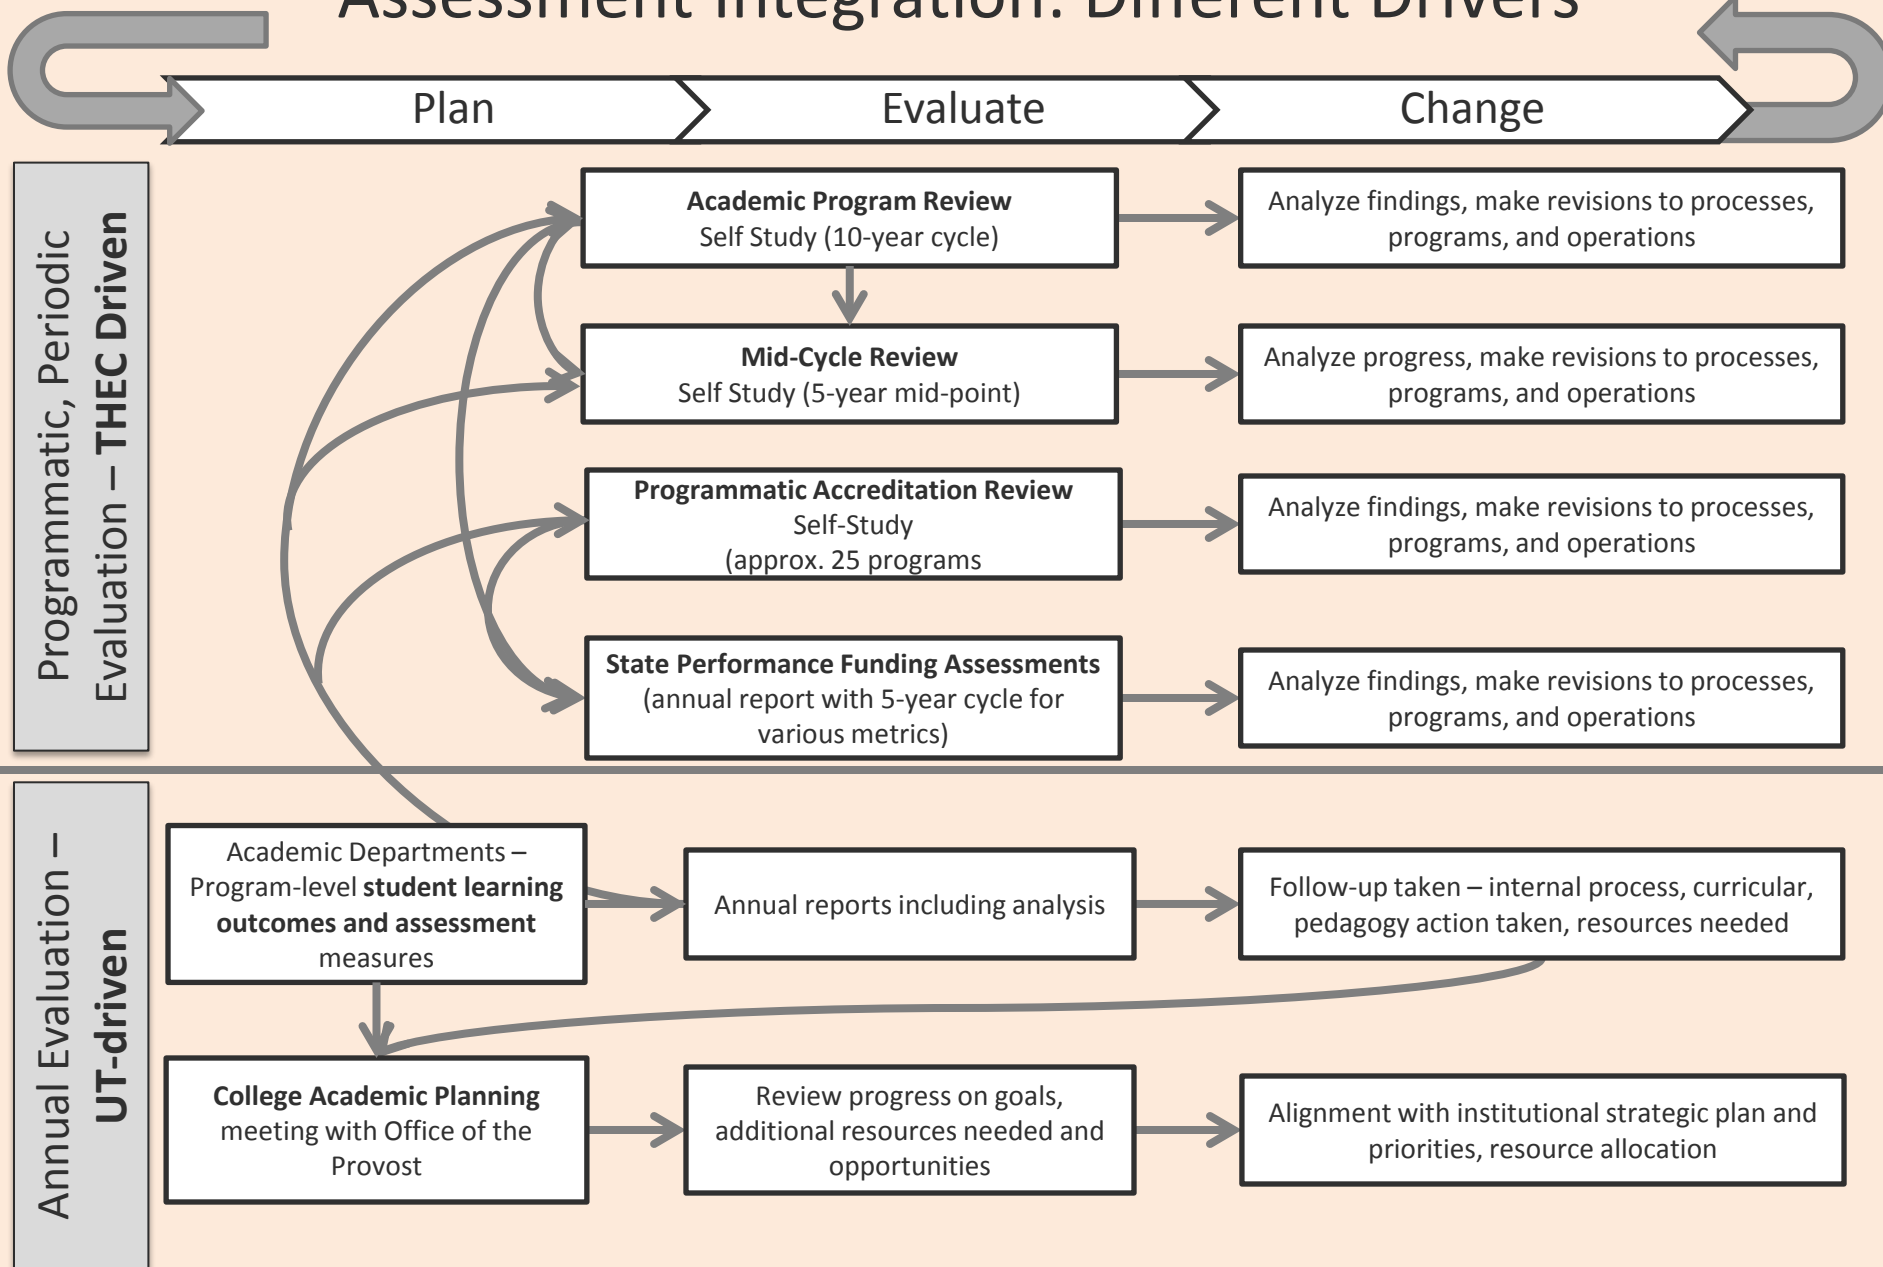 Assessment Integration: Different Drivers
Plan
Evaluate
Change
Programmatic, Periodic
Evaluation – THEC Driven
Academic Program Review
Self Study (10-year cycle)
Analyze findings, make revisions to processes,
programs, and operations
Mid-Cycle Review
Self Study (5-year mid-point)
Analyze progress, make revisions to processes,
programs, and operations
Programmatic Accreditation Review
Self-Study
(approx. 25 programs
Analyze findings, make revisions to processes,
programs, and operations
State Performance Funding Assessments
(annual report with 5-year cycle for
various metrics)
Analyze findings, make revisions to processes,
programs, and operations
Annual Evaluation –
UT-driven
Academic Departments –
Program-level student learning
outcomes and assessment
measures
Annual reports including analysis
Follow-up taken – internal process, curricular,
pedagogy action taken, resources needed
College Academic Planning
meeting with Office of the
Provost
Review progress on goals,
additional resources needed and
opportunities
Alignment with institutional strategic plan and
priorities, resource allocation